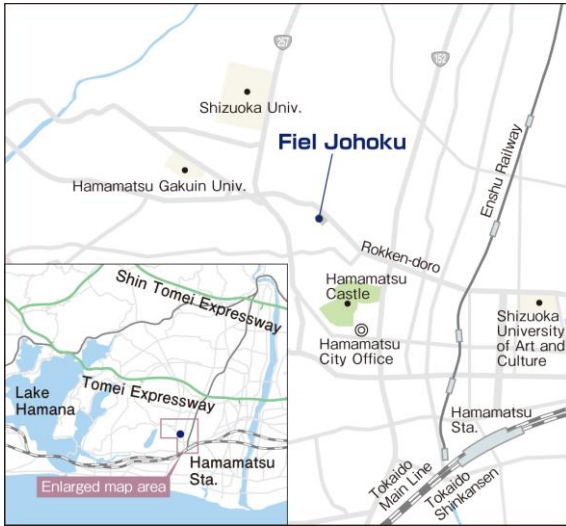 257
152
Shizuoka Univ.
Fiel Johoku
Hamamatsu Gakuin Univ.
Enshu Railway
Rokken-doro
Hamamatsu
Castle
Hamamatsu
City Office
Shizuoka
University
of Art and
Culture
Hamamatsu
Sta.
Tokaido
Main Line
Tokaido
Shinkansen
Shin Tomei Expressway
Tomei Expressway
Lake
Hamana
Hamamatsu
Sta.
Enlarged map area